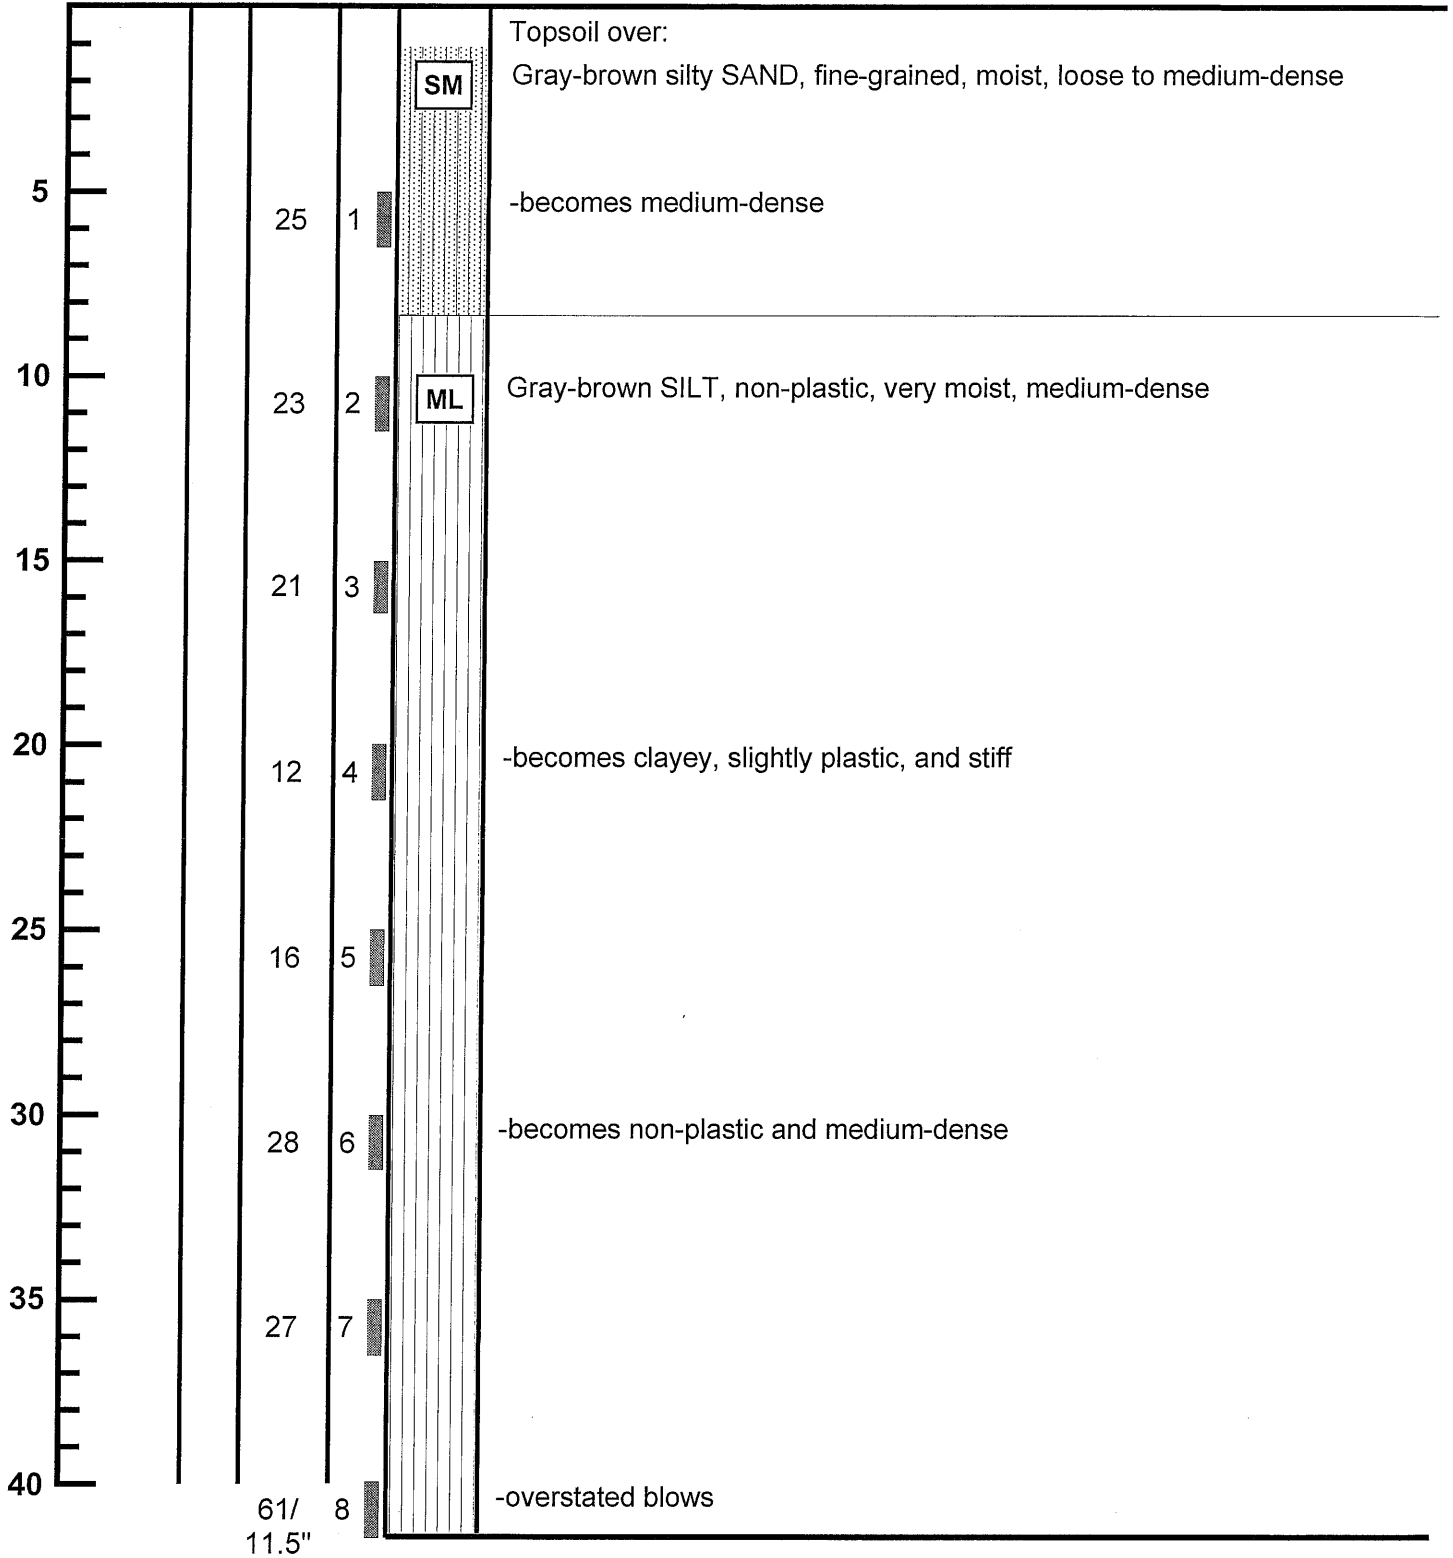 Topsoil over:
SM Gray-brown silty SAND, fine-grained, moist, loose to medium-dense
5
25 1 -becomes medium-dense
10
23 2 ML Gray-brown SILT, non-plastic, very moist, medium-dense
15
21 3
20
12 4 -becomes clayey, slightly plastic, and stiff
25
16 5
30
28 6 -becomes non-plastic and medium-dense
35
27 7
40
61/ 8 -overstated blows
11.5"